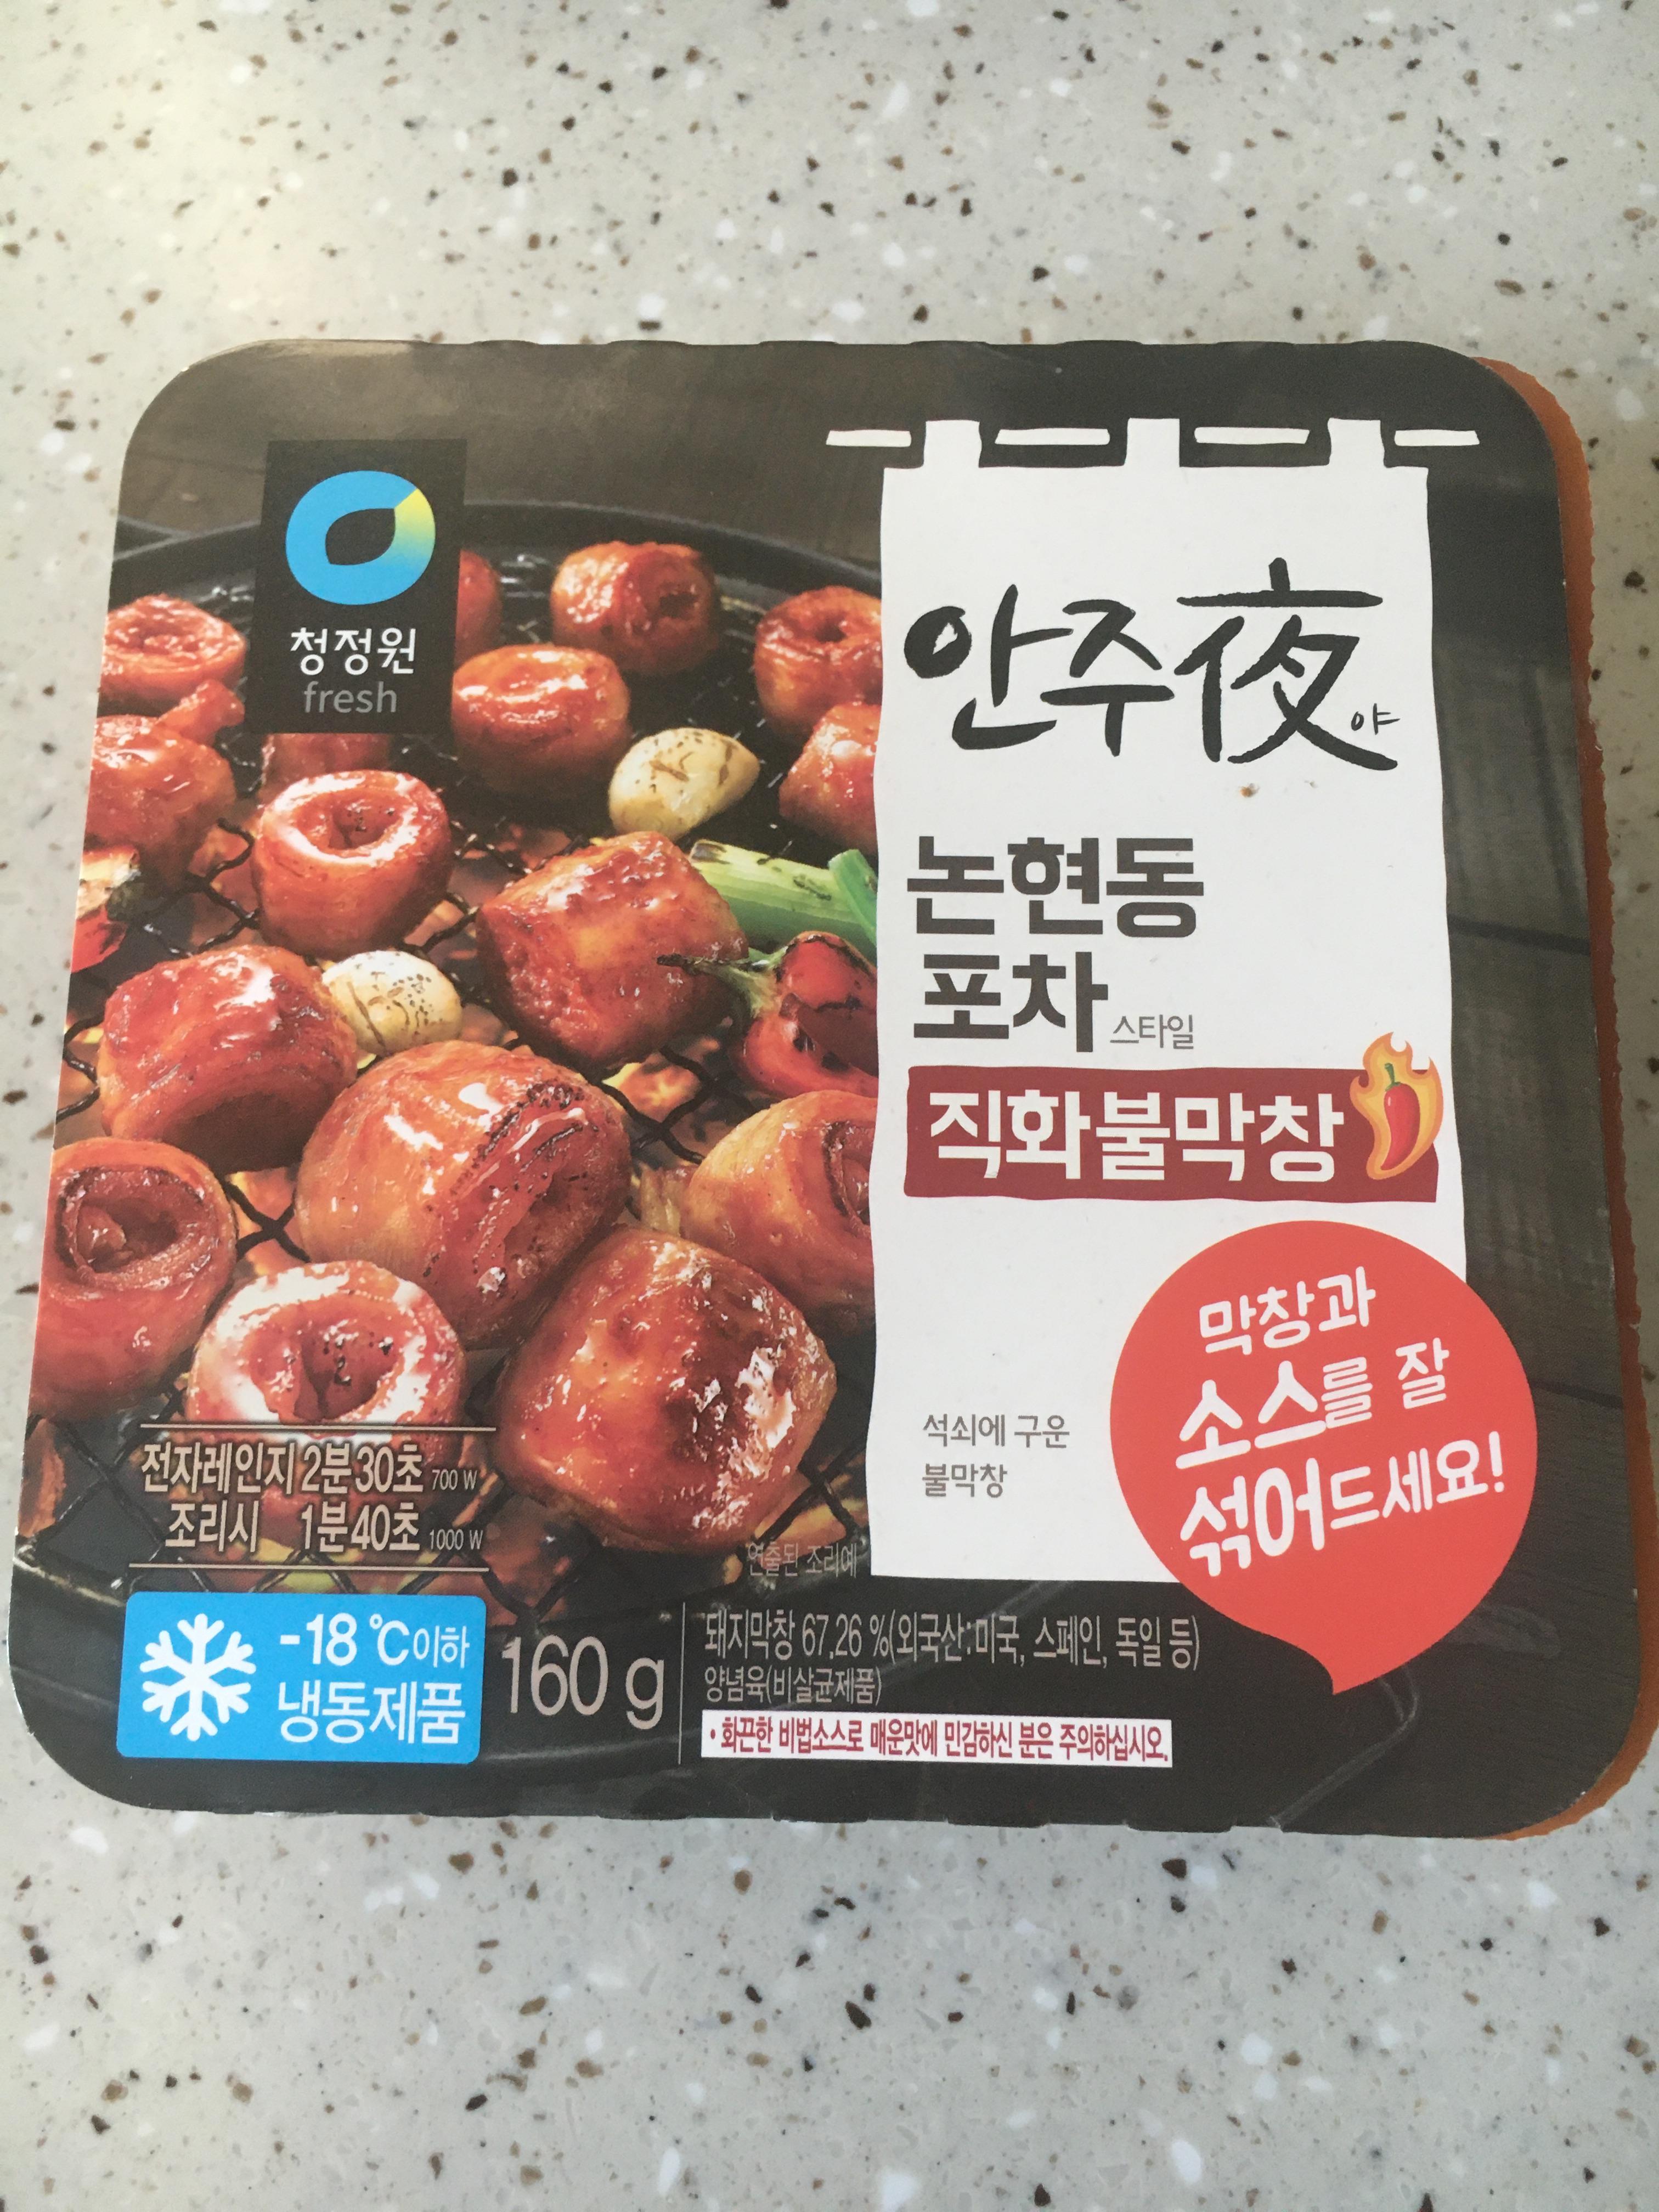 청정원
fresh
안주夜야
논현동
포차 스타일
직화불막창
막창과
소스를 잘
섞어드세요!
석쇠에 구운
불막창
전자레인지 2분30초 700 W
조리시 1분40초 1000 W
연출된 조리예
-18 ℃이하
냉동제품
160 g
돼지막창 67.26 %(외국산:미국, 스페인, 독일 등)
양념육(비살균제품)
• 화끈한 비법소스로 매운맛에 민감하신 분은 주의하십시오.